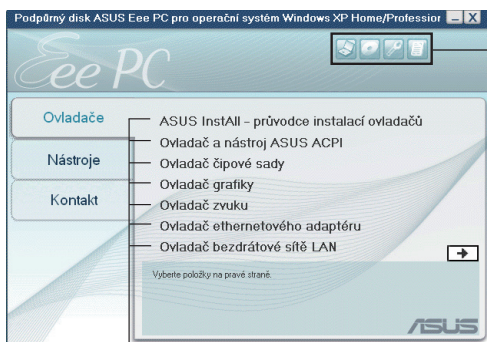 Podpůrný disk ASUS Eee PC pro operační systém Windows XP Home/Professior
Eee PC
Ovladače
Nástroje
Kontakt
ASUS InstAll – průvodce instalací ovladačů
Ovladač a nástroj ASUS ACPI
Ovladač čipové sady
Ovladač grafiky
Ovladač zvuku
Ovladač ethernetového adaptéru
Ovladač bezdrátové sítě LAN
Vyberte položky na pravé straně.
ASUS